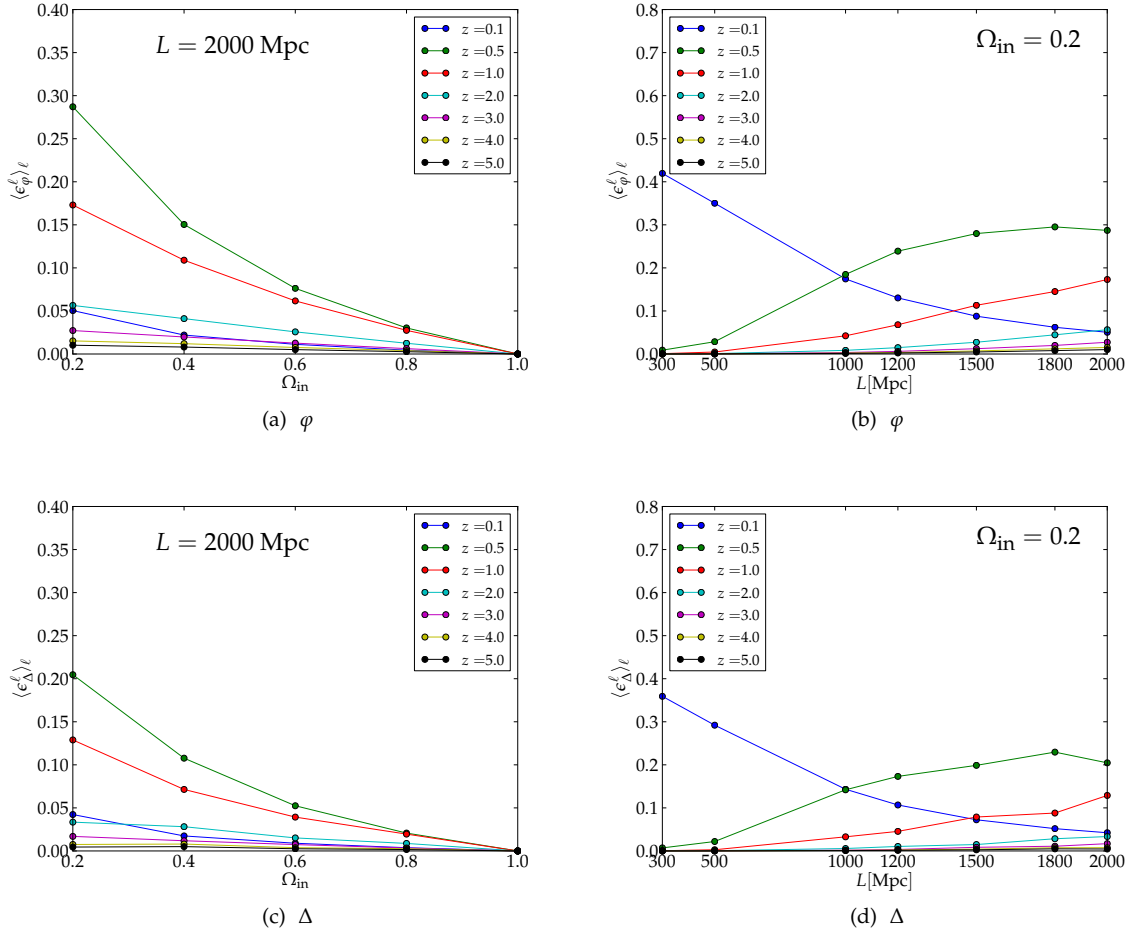 0.40
0.35
0.30
0.25
0.20
0.15
0.10
0.05
0.00
⟨ϵ^ℓ_φ⟩_ℓ
L = 2000 Mpc
z =0.1
z =0.5
z =1.0
z =2.0
z =3.0
z =4.0
z =5.0
0.2 0.4 0.6 0.8 1.0
Ω_in
(a) φ
0.8
0.7
0.6
0.5
0.4
0.3
0.2
0.1
0.0
⟨ϵ^ℓ_φ⟩_ℓ
z =0.1
z =0.5
z =1.0
z =2.0
z =3.0
z =4.0
z =5.0
Ω_in = 0.2
300 500 1000 1200 1500 1800 2000
L[Mpc]
(b) φ
0.40
0.35
0.30
0.25
0.20
0.15
0.10
0.05
0.00
⟨ϵ^ℓ_Δ⟩_ℓ
L = 2000 Mpc
z =0.1
z =0.5
z =1.0
z =2.0
z =3.0
z =4.0
z =5.0
0.2 0.4 0.6 0.8 1.0
Ω_in
(c) Δ
0.8
0.7
0.6
0.5
0.4
0.3
0.2
0.1
0.0
⟨ϵ^ℓ_Δ⟩_ℓ
z =0.1
z =0.5
z =1.0
z =2.0
z =3.0
z =4.0
z =5.0
Ω_in = 0.2
300 500 1000 1200 1500 1800 2000
L[Mpc]
(d) Δ